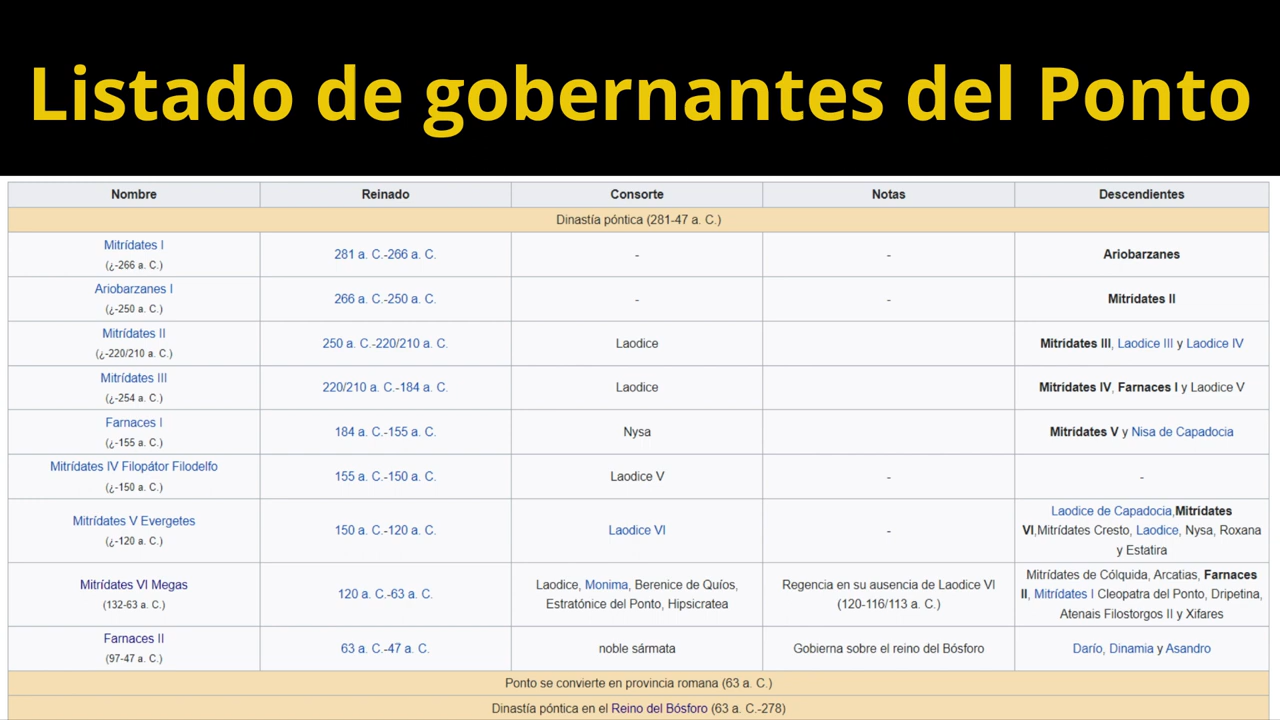 Listado de gobernantes del Ponto
Nombre Reinado Consorte Notas Descendientes
Dinastía póntica (281-47 a. C.)
Mitrídates I
(¿-266 a. C.)
281 a. C.-266 a. C. - - Ariobarzanes
Ariobarzanes I
(¿-250 a. C.)
266 a. C.-250 a. C. - - Mitridates II
Mitrídates II
(¿-220/210 a. C.)
250 a. C.-220/210 a. C. Laodice Mitridates III, Laodice III y Laodice IV
Mitrídates III
(¿-254 a. C.)
220/210 a. C.-184 a. C. Laodice Mitridates IV, Farnaces I y Laodice V
Farnaces I
(¿-155 a. C.)
184 a. C.-155 a. C. Nysa Mitridates V y Nisa de Capadocia
Mitrídates IV Filopátor Filodelfo
(¿-150 a. C.)
155 a. C.-150 a. C. Laodice V - -
Mitrídates V Evergetes
(¿-120 a. C.)
150 a. C.-120 a. C. Laodice VI -
Laodice de Capadocia,Mitridates
VI,Mitrídates Cresto, Laodice, Nysa, Roxana
y Estatira
Mitrídates VI Megas
(132-63 a. C.)
120 a. C.-63 a. C.
Laodice, Monima, Berenice de Quíos,
Estratónice del Ponto, Hipsicratea
Regencia en su ausencia de Laodice VI
(120-116/113 a. C.)
Mitrídates de Cólquida, Arcatias, Farnaces
II, Mitrídates I Cleopatra del Ponto, Dripetina,
Atenais Filostorgos II y Xifares
Farnaces II
(97-47 a. C.)
63 a. C.-47 a. C. noble sármata Gobierna sobre el reino del Bósforo Darío, Dinamia y Asandro
Ponto se convierte en provincia romana (63 a. C.)
Dinastía póntica en el Reino del Bósforo (63 a. C.-278)